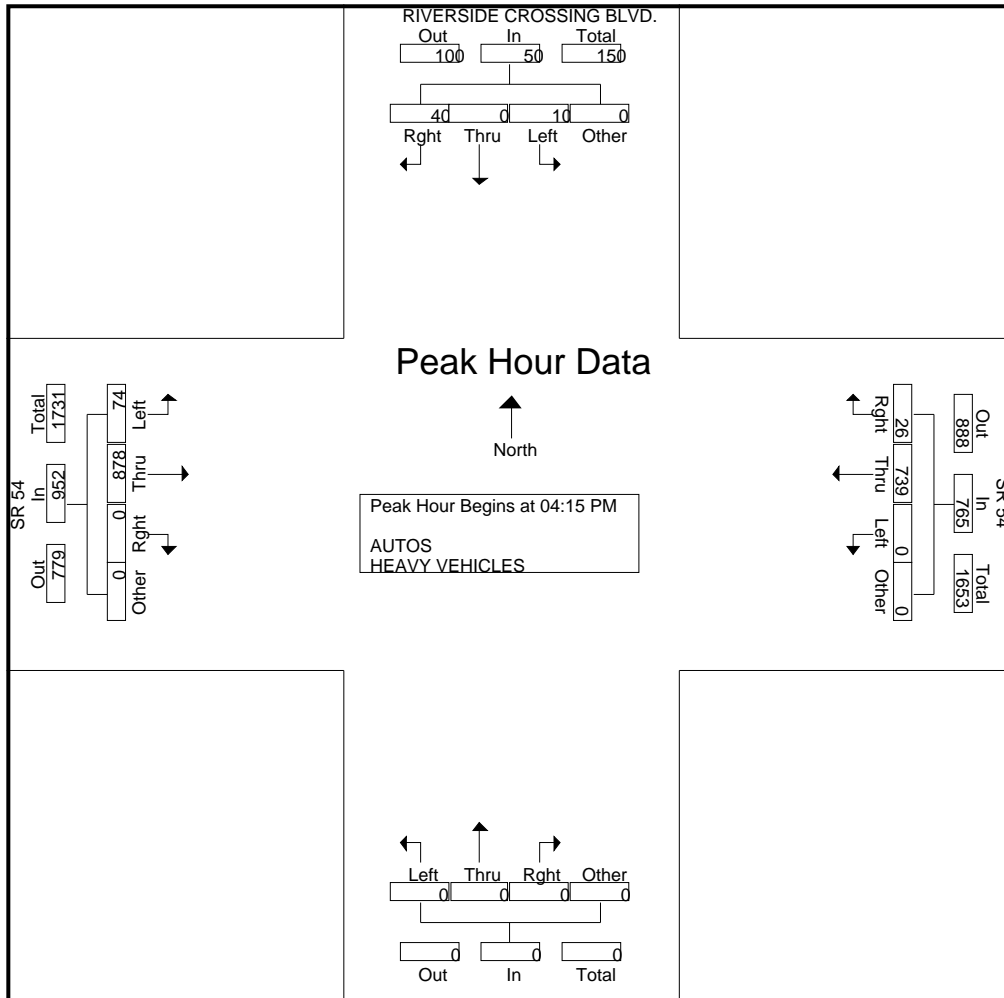 RIVERSIDE CROSSING BLVD.
Out In Total
100 50 150
40 0 10 0
Rght Thru Left Other
Peak Hour Data
North
Peak Hour Begins at 04:15 PM
AUTOS
HEAVY VEHICLES
SR 54
Total In Out
1731 952 779
74 878 0 0
Left Thru Rght Other
SR 54
Out In Total
888 765 1653
26 739 0 0
Rght Thru Left Other
Left Thru Rght Other
0 0 0 0
0 0 0
Out In Total